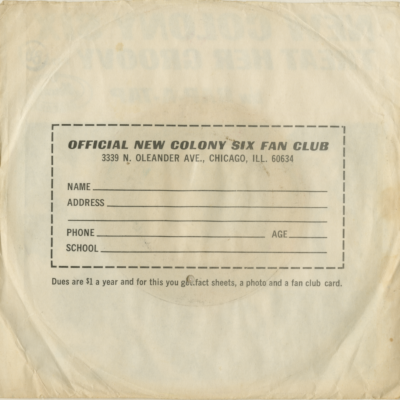 OFFICIAL NEW COLONY SIX FAN CLUB
3339 N. OLEANDER AVE., CHICAGO, ILL. 60634
NAME
ADDRESS
PHONE AGE
SCHOOL
Dues are $1 a year and for this you get fact sheets, a photo and a fan club card.